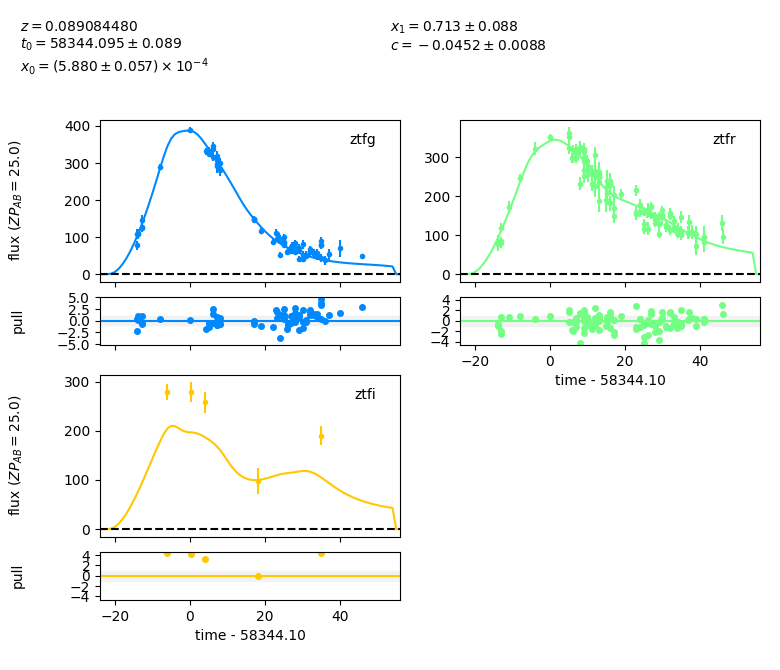 z = 0.089084480
t₀ = 58344.095 ± 0.089
x₀ = (5.880 ± 0.057) × 10⁻⁴
x₁ = 0.713 ± 0.088
c = −0.0452 ± 0.0088
ztfg
400
300
200
100
0
flux (ZP_AB = 25.0)
ztfr
300
200
100
0
5.0
2.5
0.0
−2.5
−5.0
pull
4
2
0
−2
−4
−20 0 20 40
time - 58344.10
ztfi
300
200
100
0
flux (ZP_AB = 25.0)
4
2
0
−2
−4
pull
−20 0 20 40
time - 58344.10